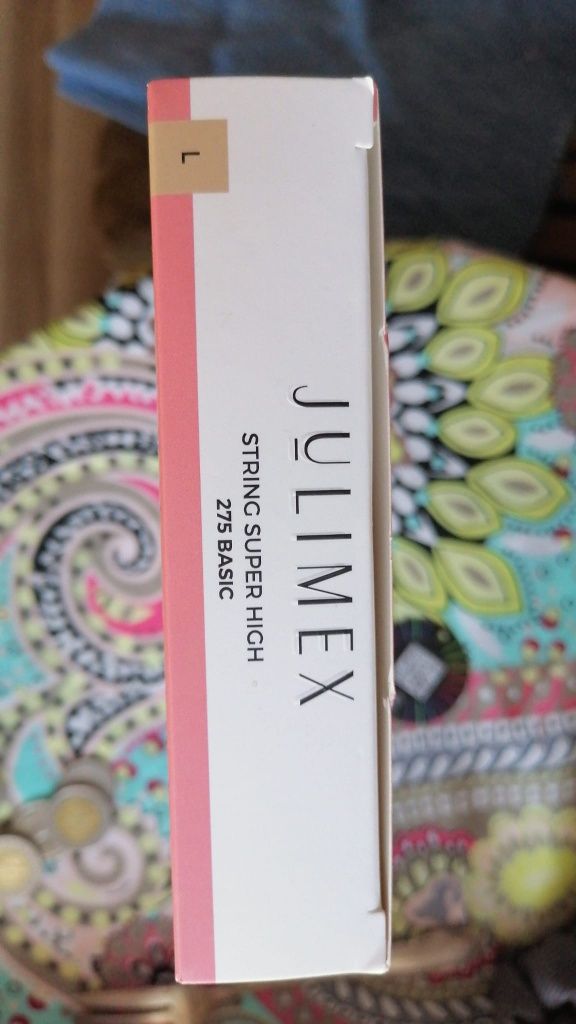 JULIMEX
STRING SUPER HIGH
275 BASIC
L